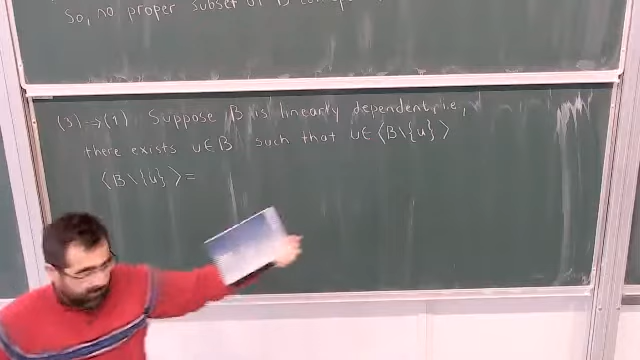 So, no proper subset of B
(3) → (1) Suppose B is linearly dependent, i.e,
there exists u ∈ B such that u ∈ ⟨B \ {u}⟩
⟨B \ {u}⟩ =